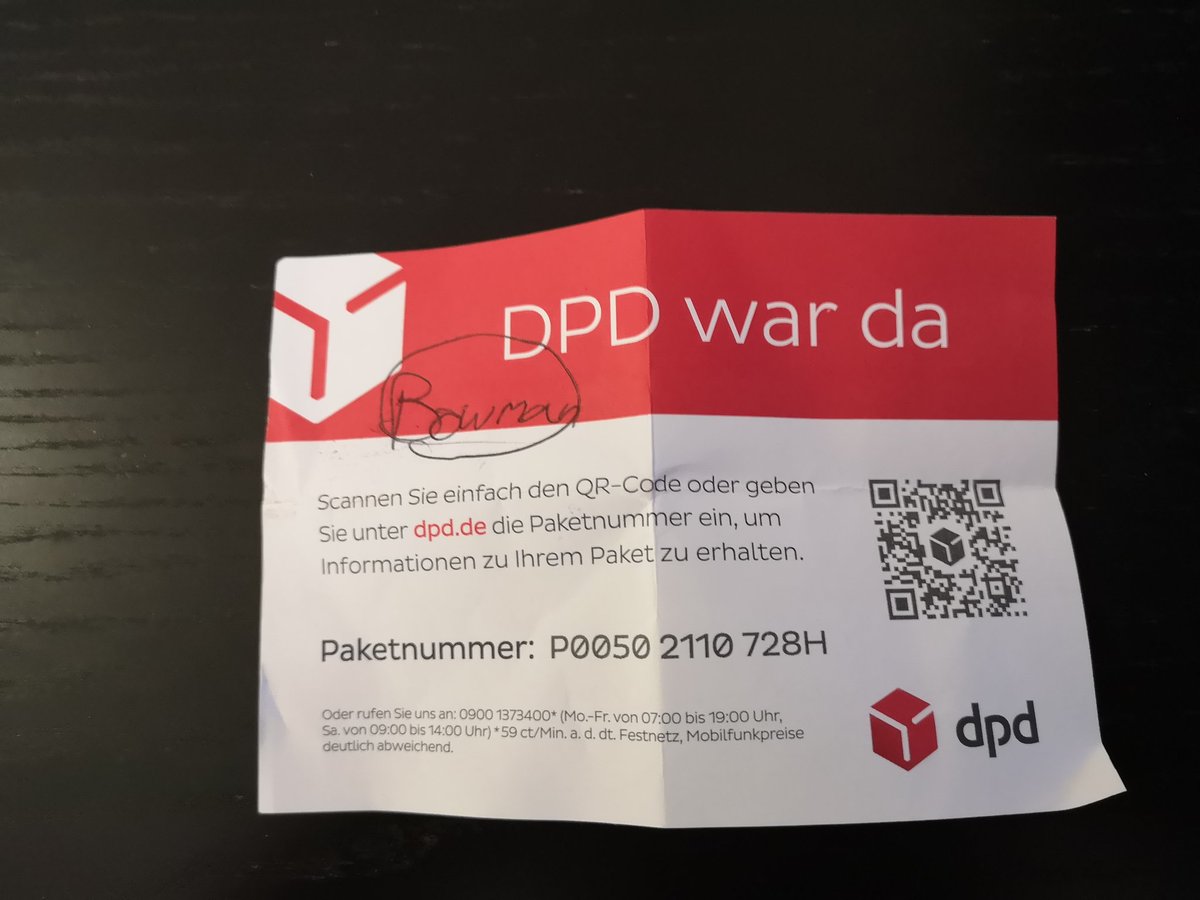 DPD war da
Bowman
Scannen Sie einfach den QR-Code oder geben
Sie unter dpd.de die Paketnummer ein, um
Informationen zu Ihrem Paket zu erhalten.
Paketnummer: P0050 2110 728H
Oder rufen Sie uns an: 0900 1373400* (Mo.-Fr. von 07:00 bis 19:00 Uhr,
Sa. von 09:00 bis 14:00 Uhr) *59 ct/Min. a. d. dt. Festnetz, Mobilfunkpreise
deutlich abweichend.
dpd